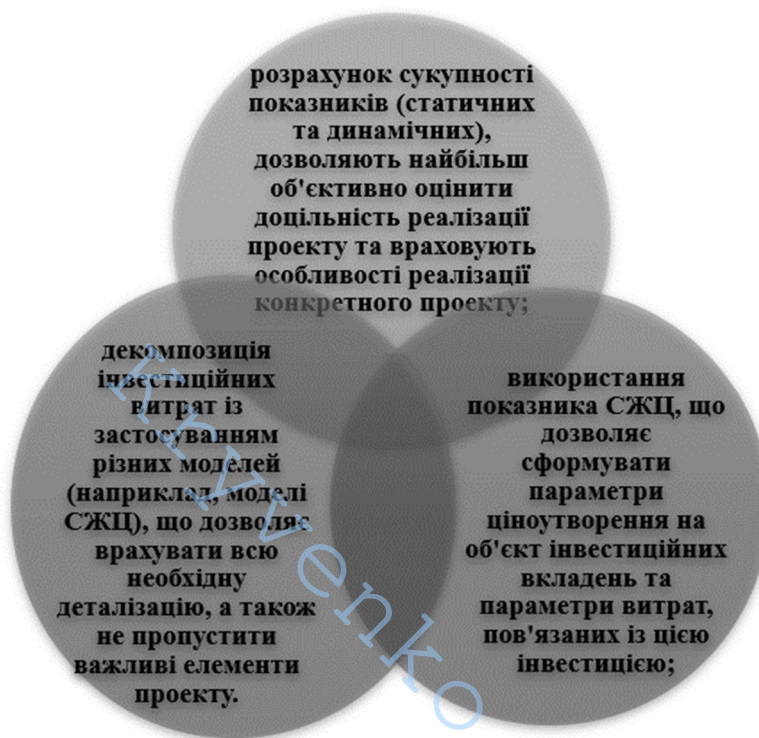 розрахунок сукупності
показників (статичних
та динамічних),
дозволяють найбільш
об'єктивно оцінити
доцільність реалізації
проекту та враховують
особливості реалізації
конкретного проекту;
декомпозиція
інвестиційних
витрат із
застосуванням
різних моделей
(наприклад, моделі
СЖЦ), що дозволяє
врахувати всю
необхідну
деталізацію, а також
не пропустити
важливі елементи
проекту.
використання
показника СЖЦ, що
дозволяє
сформувати
параметри
ціноутворення на
об'єкт інвестиційних
вкладень та
параметри витрат,
пов'язаних із цією
інвестицією;
kryvenko